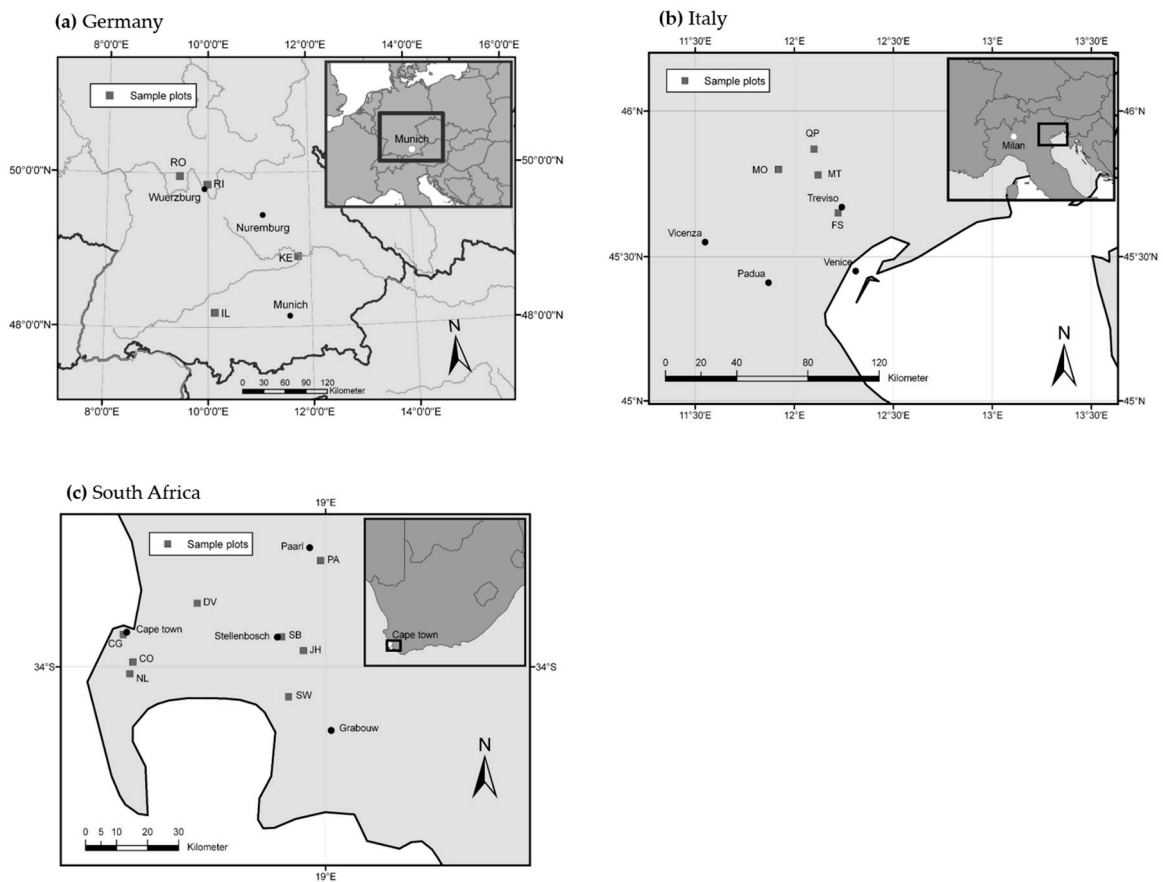 (a) Germany
8°0'0"E 10°0'0"E 12°0'0"E 14°0'0"E 16°0'0"E
Sample plots
Munich
50°0'0"N
50°0'0"N
RO
RI
Wuerzburg
Nuremburg
KE
IL
Munich
48°0'0"N
48°0'0"N
N
0 30 60 90 120
Kilometer
8°0'0"E 10°0'0"E 12°0'0"E 14°0'0"E
(b) Italy
11°30'E 12°E 12°30'E 13°E 13°30'E
Sample plots
Milan
46°N
46°N
QP
MO
MT
Treviso
FS
Vicenza
Venice
Padua
45°30'N
45°30'N
N
0 20 40 80 120
Kilometer
45°N
45°N
11°30'E 12°E 12°30'E 13°E 13°30'E
(c) South Africa
19°E
Sample plots
Cape town
Paarl
PA
DV
Cape town
CG
Stellenbosch
SB
JH
CO
NL
34°S
34°S
SW
Grabouw
N
0 5 10 20 30
Kilometer
19°E